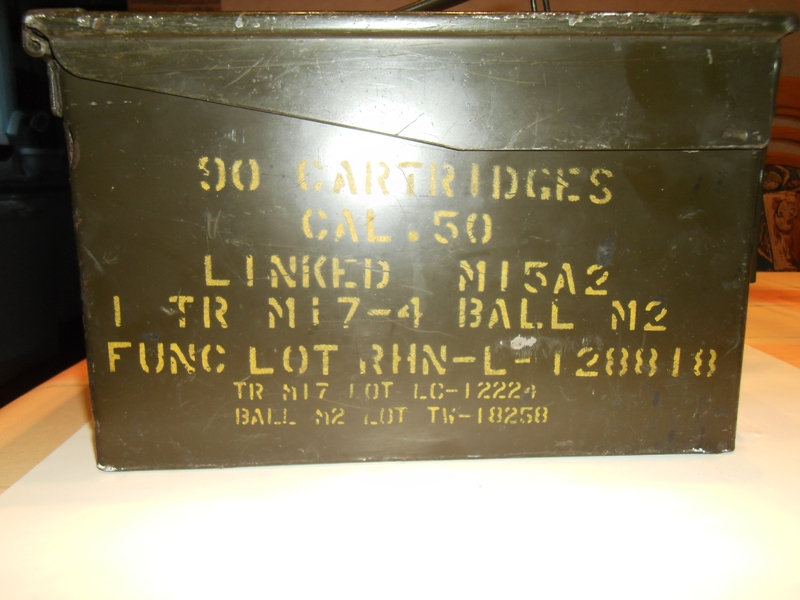 90 CARTRIDGES
CAL .50
LINKED M15A2
1 TR M17-4 BALL M2
FUNC LOT RHN-L-128818
TR M17 LOT LC-12224
BALL M2 LOT TW-18258